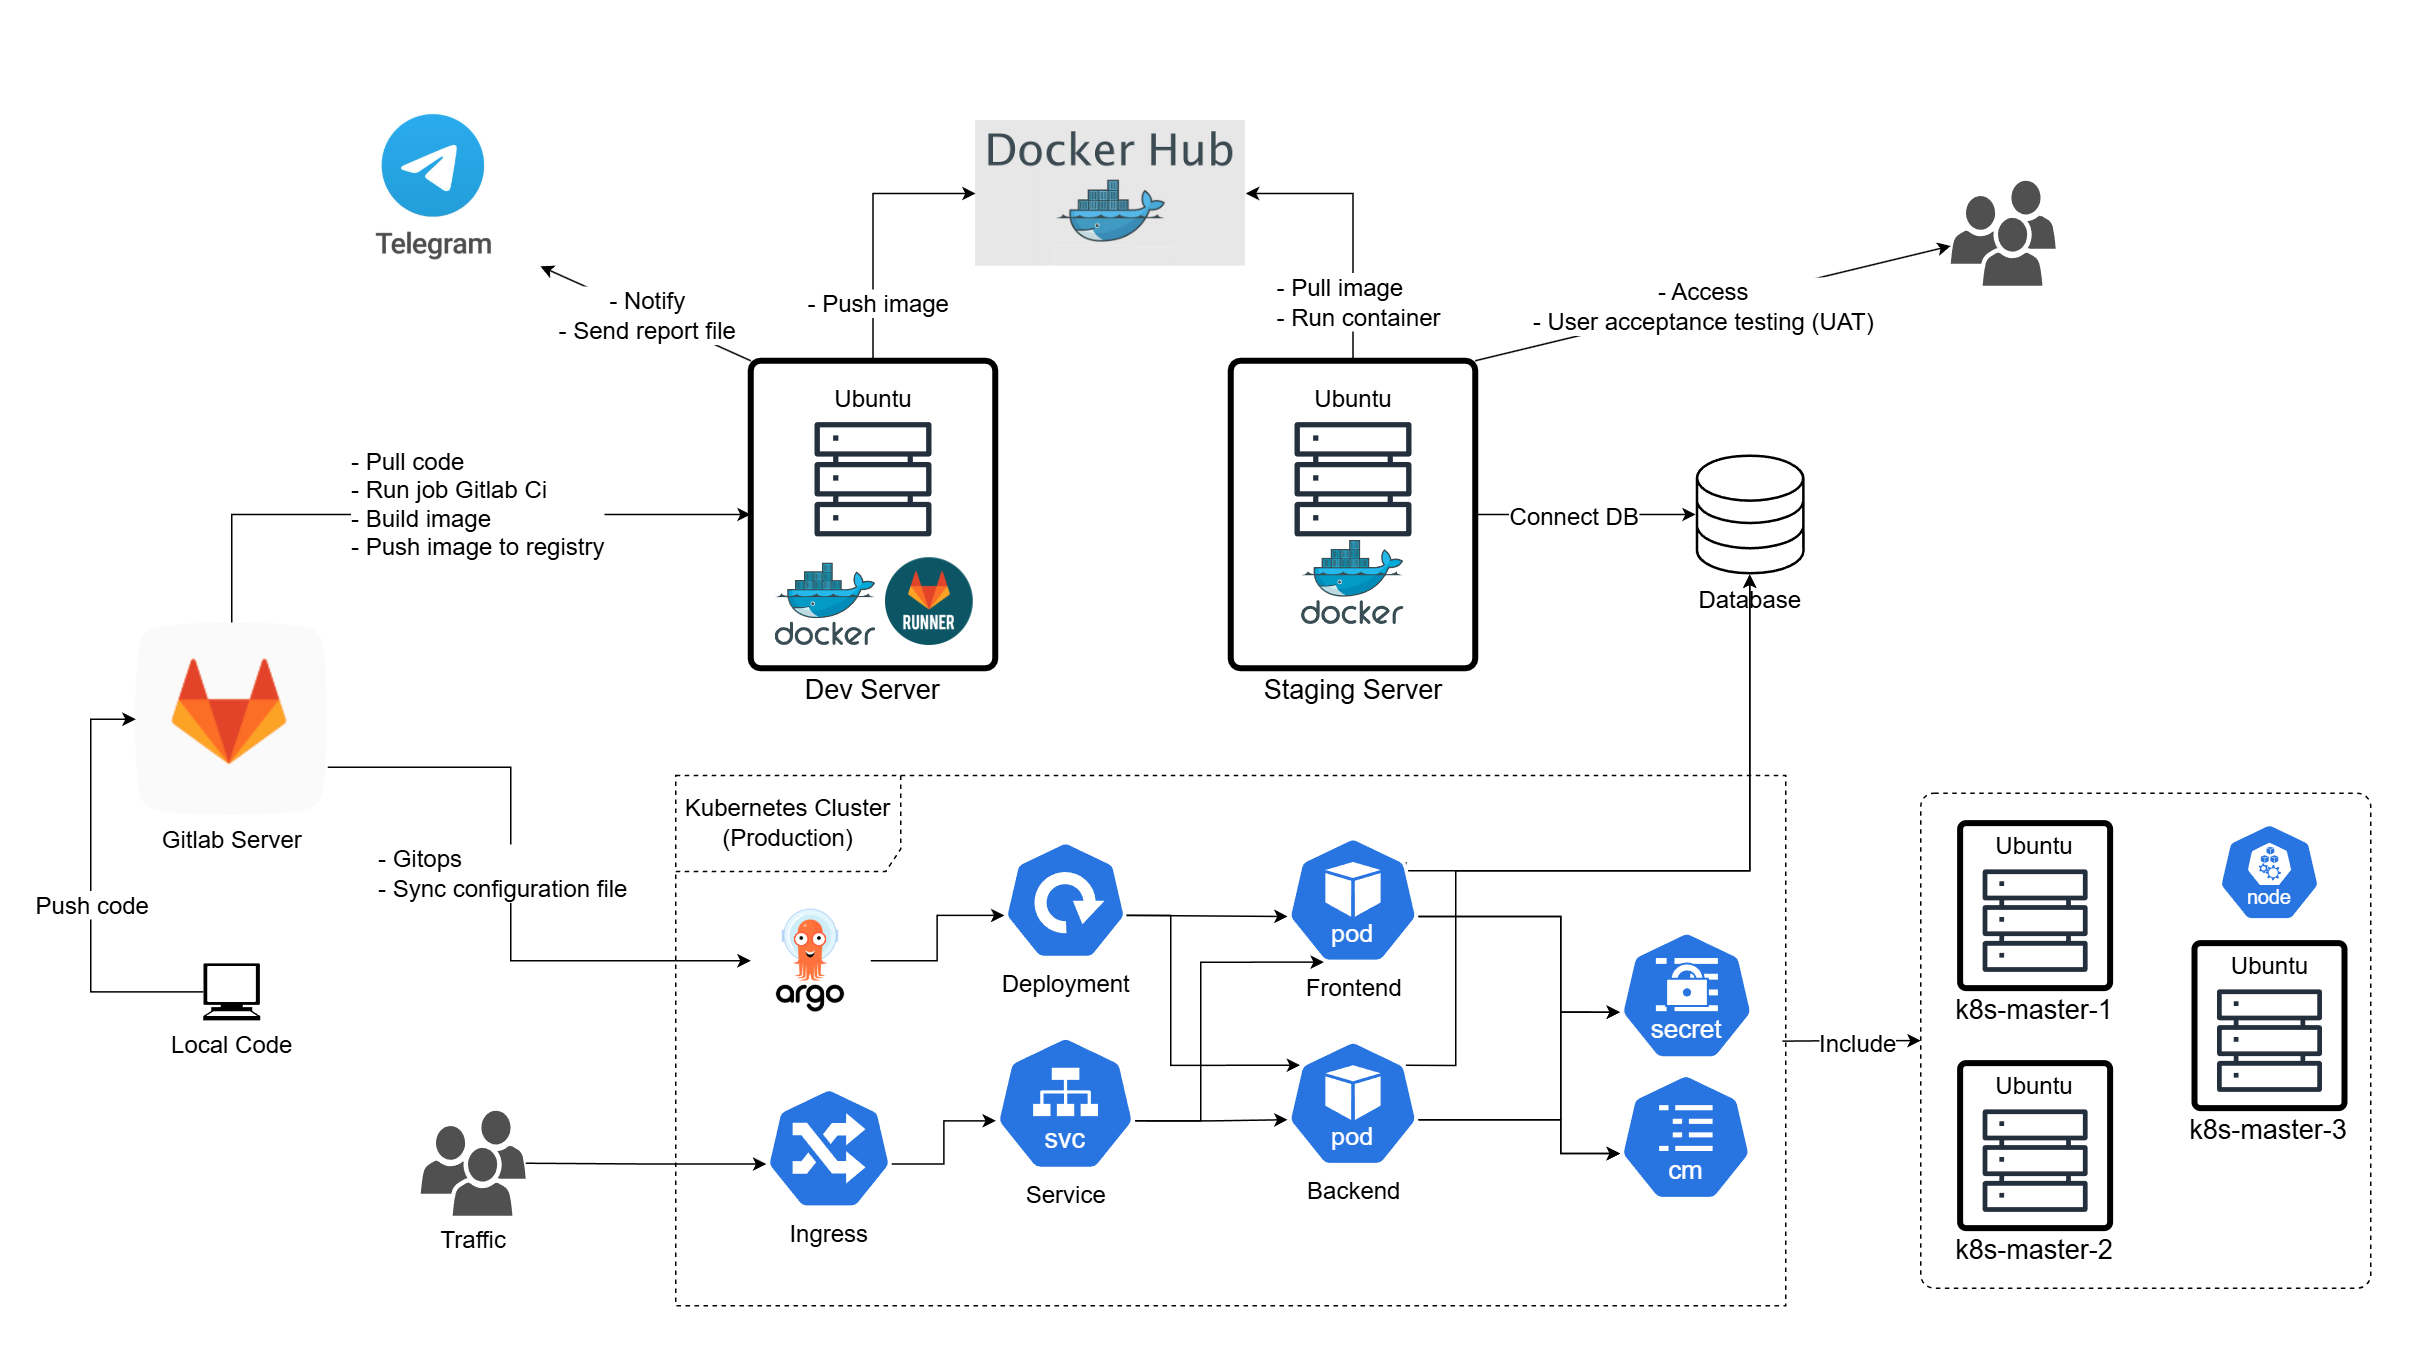 Docker Hub
Telegram
- Notify
- Send report file
- Push image
- Pull image
- Run container
- Access
- User acceptance testing (UAT)
Ubuntu
docker
RUNNER
Dev Server
Ubuntu
docker
Staging Server
- Pull code
- Run job Gitlab Ci
- Build image
- Push image to registry
Connect DB
Database
Gitlab Server
Push code
Local Code
- Gitops
- Sync configuration file
Kubernetes Cluster
(Production)
argo
Deployment
pod
Frontend
secret
svc
Service
pod
Backend
cm
Ingress
Traffic
Include
Ubuntu
k8s-master-1
node
Ubuntu
k8s-master-3
Ubuntu
k8s-master-2